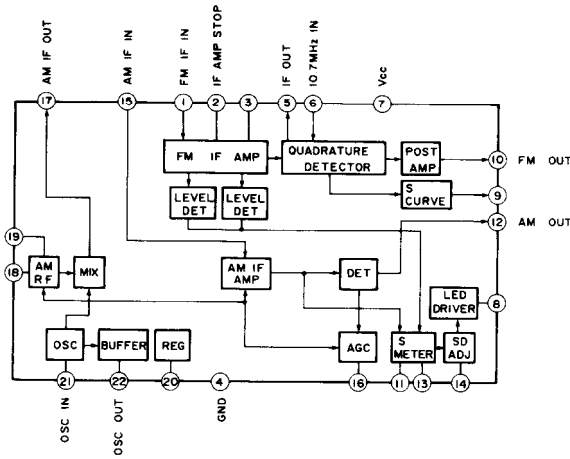 AM IF OUT
AM IF IN
FM IF IN
IF AMP STOP
IF OUT
10.7MHz IN
Vcc
17
15
1
2
3
5
6
7
FM IF AMP
QUADRATURE
DETECTOR
POST
AMP
10
FM OUT
LEVEL
DET
LEVEL
DET
S
CURVE
9
12
AM OUT
19
18
AM
RF
MIX
AM IF
AMP
DET
LED
DRIVER
8
OSC
BUFFER
REG
AGC
S
METER
SD
ADJ
21
22
20
4
16
11
13
14
OSC IN
OSC OUT
GND